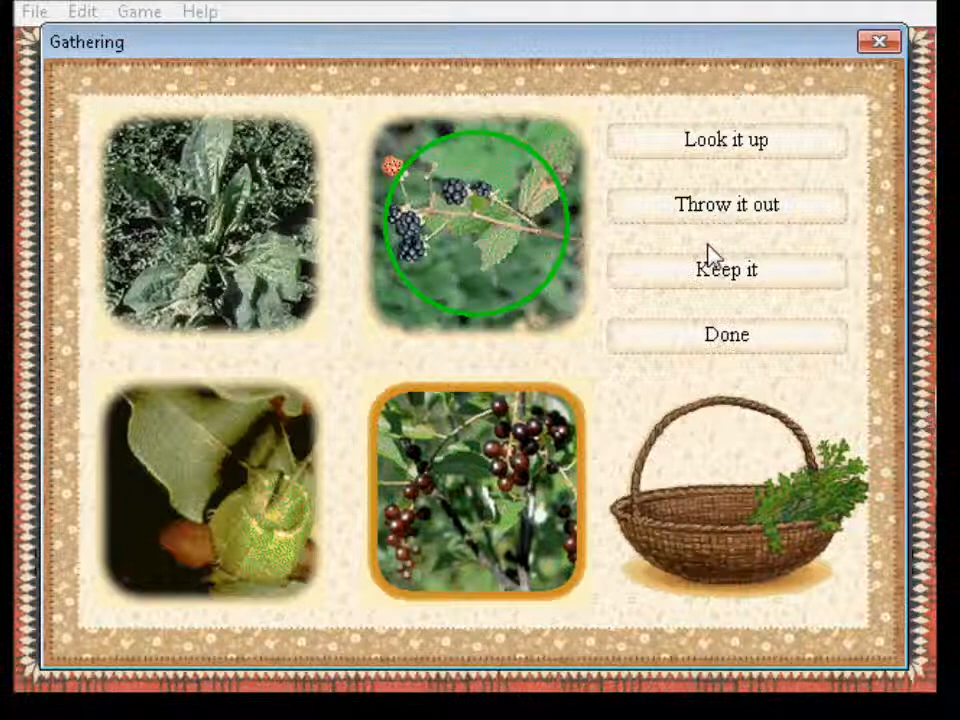 File Edit Game Help
Gathering
Look it up
Throw it out
Keep it
Done